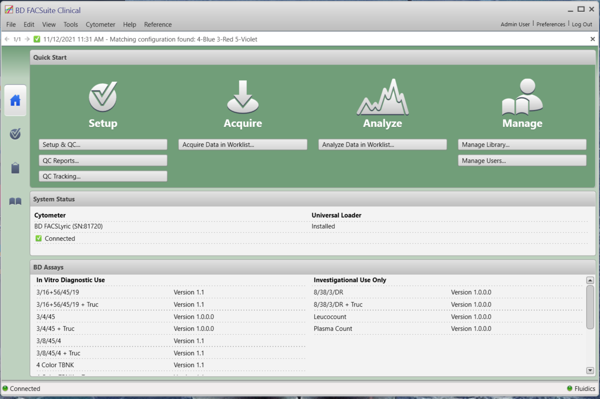 BD FACSuite Clinical
File Edit View Tools Cytometer Help Reference
Admin User | Preferences | Log Out
1/1 11/12/2021 11:31 AM - Matching configuration found: 4-Blue 3-Red 5-Violet
Quick Start
Setup Acquire Analyze Manage
Setup & QC... Acquire Data in Worklist... Analyze Data in Worklist... Manage Library...
QC Reports... Manage Users...
QC Tracking...
System Status
Cytometer Universal Loader
BD FACSLyric (SN:81720) Installed
Connected
BD Assays
In Vitro Diagnostic Use Investigational Use Only
3/16+56/45/19 Version 1.1 8/38/3/DR Version 1.0.0.0
3/16+56/45/19 + Truc Version 1.1 8/38/3/DR + Truc Version 1.0.0.0
3/4/45 Version 1.0.0.0 Leucocount Version 1.0.0.0
3/4/45 + Truc Version 1.0.0.0 Plasma Count Version 1.0.0.0
3/8/45/4 Version 1.1
3/8/45/4 + Truc Version 1.1
4 Color TBNK Version 1.1
Connected Fluidics